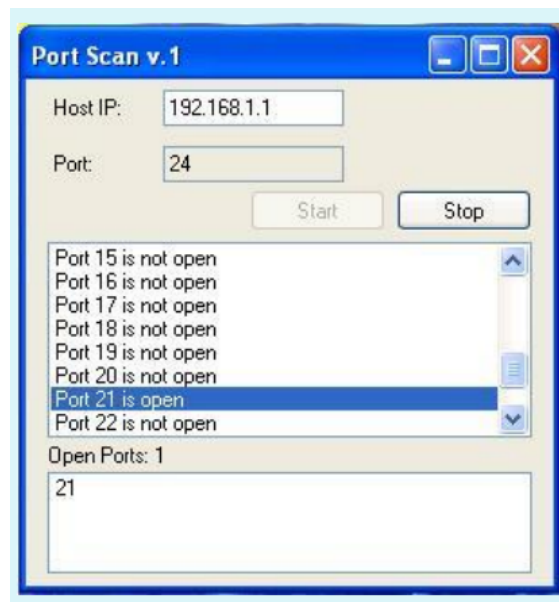 Port Scan v.1
Host IP: 192.168.1.1
Port: 24
Start Stop
Port 15 is not open
Port 16 is not open
Port 17 is not open
Port 18 is not open
Port 19 is not open
Port 20 is not open
Port 21 is open
Port 22 is not open
Open Ports: 1
21